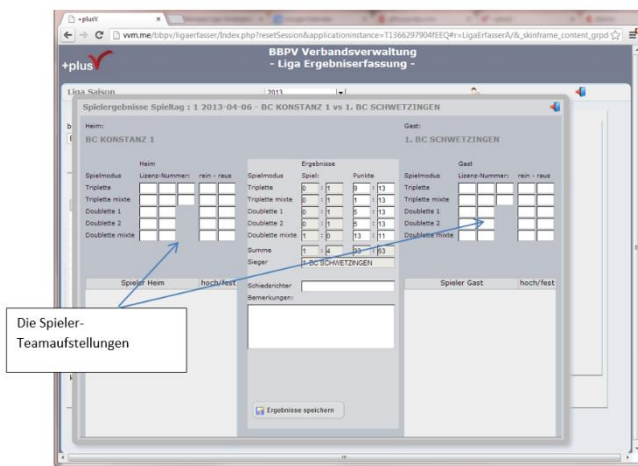 +plusV
vvm.me/bbpv/ligaerfasser/Index.php?resetSession&applicationinstance=T1366297904fEEQ#r=LigaErfasserA/&_skinframe_content_grpd
+plus
BBPV Verbandsverwaltung
- Liga Ergebniserfassung -
Liga Saison
2013
Spielergebnisse Spieltag : 1 2013-04-06 - BC KONSTANZ 1 vs 1. BC SCHWETZINGEN
Heim:
Gast:
BC KONSTANZ 1
1. BC SCHWETZINGEN
Heim
Ergebnisse
Gast
Spielmodus Lizenz-Nummer: rein - raus Spielmodus Spiel: Punkte Spielmodus Lizenz-Nummer: rein - raus
Triplette Triplette 0 : 1 : 13 Triplette
Triplette mixte Triplette mixte 0 : 1 : 13 Triplette mixte
Doublette 1 Doublette 1 0 : 1 5 : 13 Doublette 1
Doublette 2 Doublette 2 0 : 1 5 : 13 Doublette 2
Doublette mixte Doublette mixte 1 : 0 13 : 11 Doublette mixte
Summe 1 : 4 33 : 63
Sieger 1. BC SCHWETZINGEN
Spieler Heim hoch/fest
Schiedsrichter
Spieler Gast hoch/fest
Bemerkungen:
Die Spieler-
Teamaufstellungen
Ergebnisse speichern